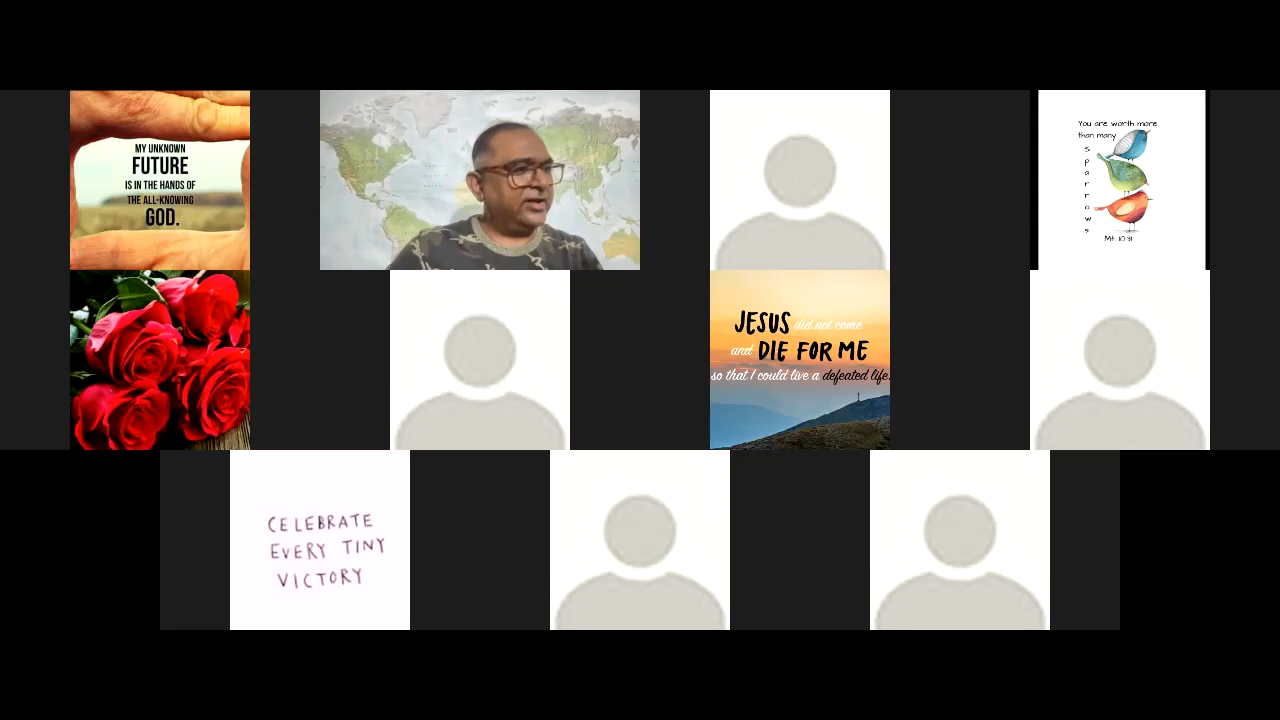 MY UNKNOWN
FUTURE
IS IN THE HANDS OF
THE ALL-KNOWING
GOD.
You are worth more
than many
s
p
a
r
r
o
w
s
Mt. 10:31
JESUS did not come
and DIE FOR ME
so that I could live a defeated life.
CELEBRATE
EVERY TINY
VICTORY